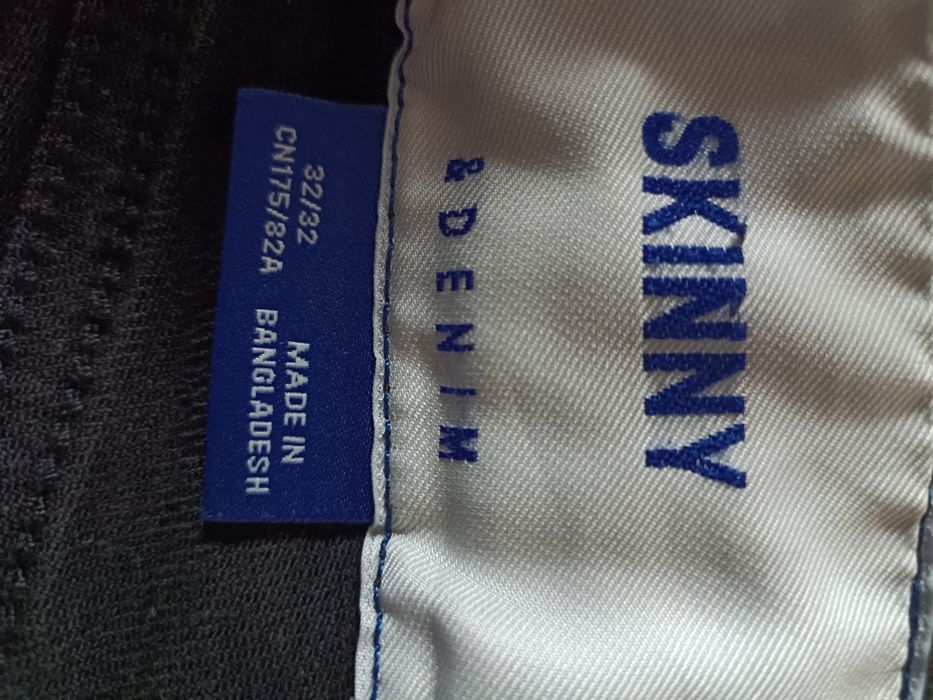 SKINNY
&DENIM
32/32
CN175/82A
MADE IN
BANGLADESH